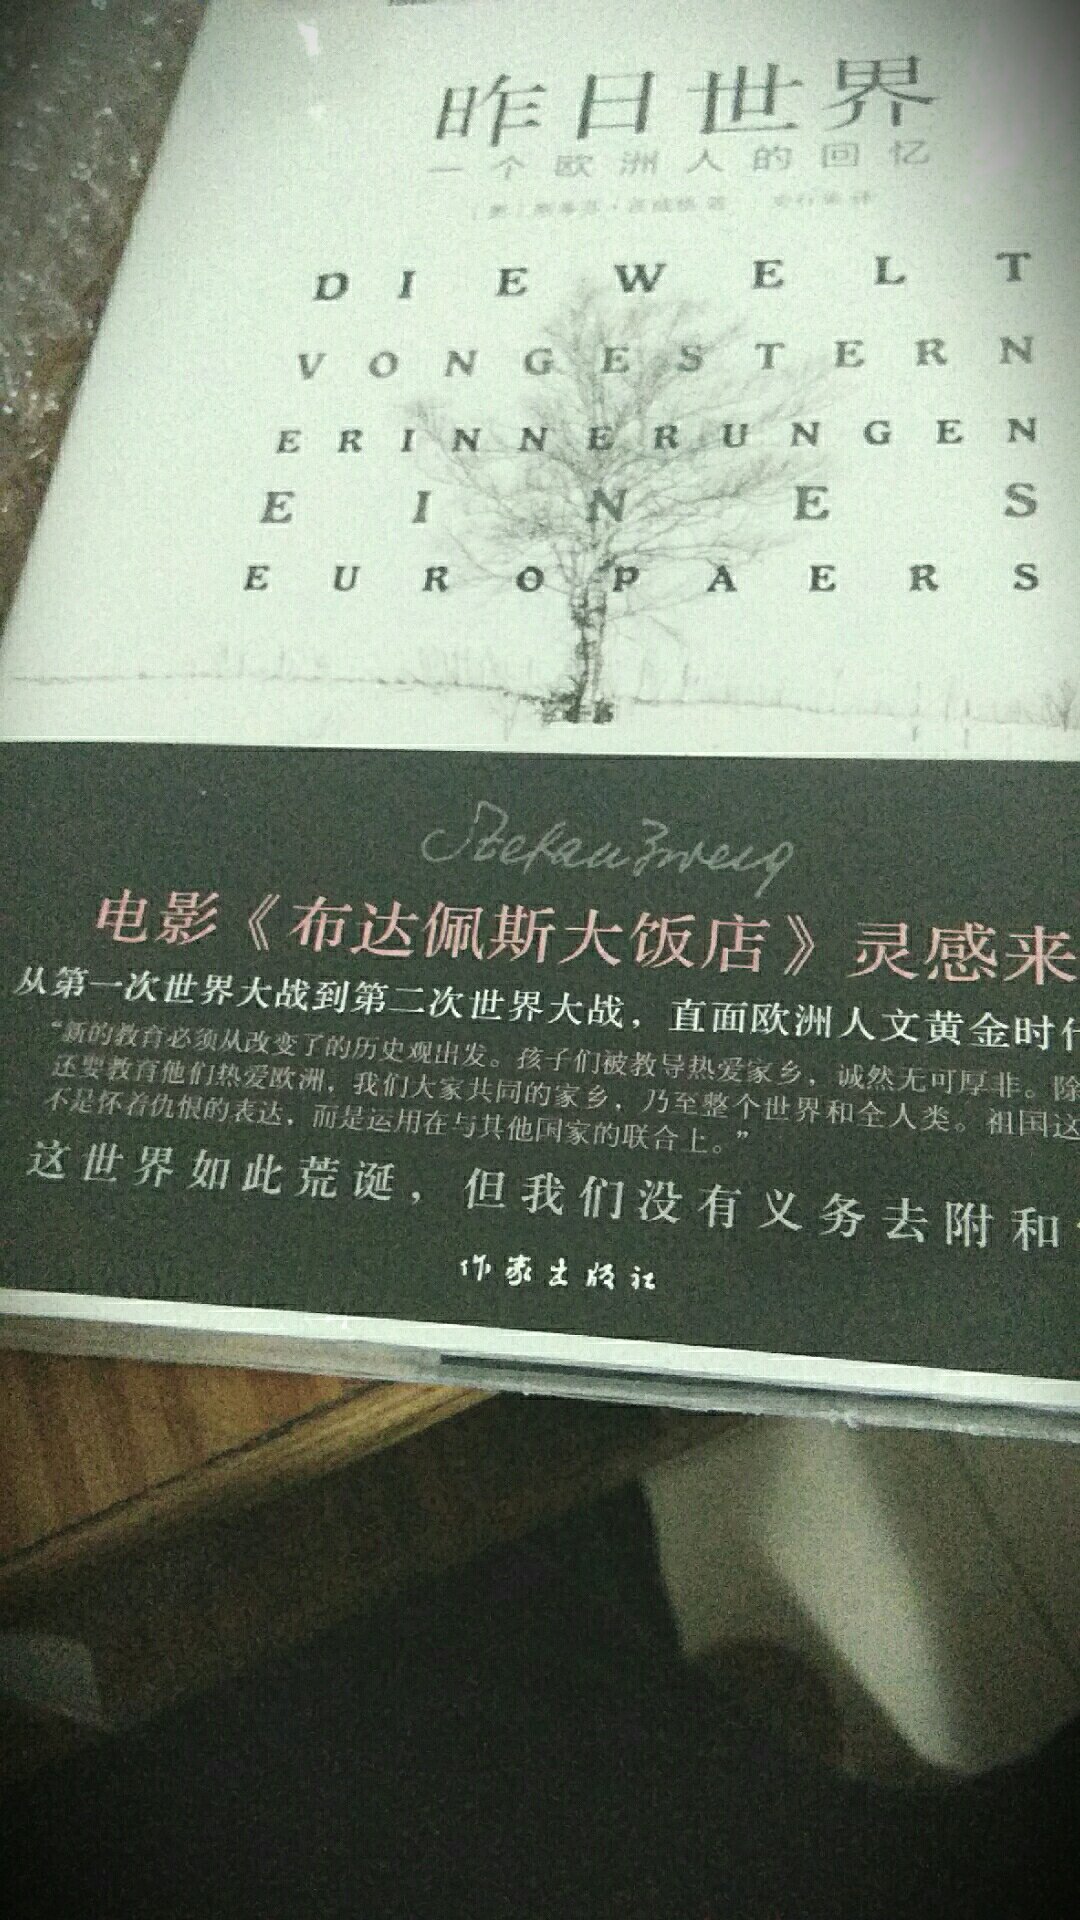 昨日世界
一个欧洲人的回忆
DIE WELT
VON GESTERN
ERINNERUNGEN
EINES
EUROPAERS
Stefan Zweig
电影《布达佩斯大饭店》灵感来
从第一次世界大战到第二次世界大战，直面欧洲人文黄金时代
“新的教育必须从改变了的历史观出发。孩子们被教导热爱家乡，诚然无可厚非。除
还要教育他们热爱欧洲，我们大家共同的家乡，乃至整个世界和全人类。祖国这
不是怀着仇恨的表达，而是运用在与其他国家的联合上。”
这世界如此荒诞，但我们没有义务去附和
作家出版社